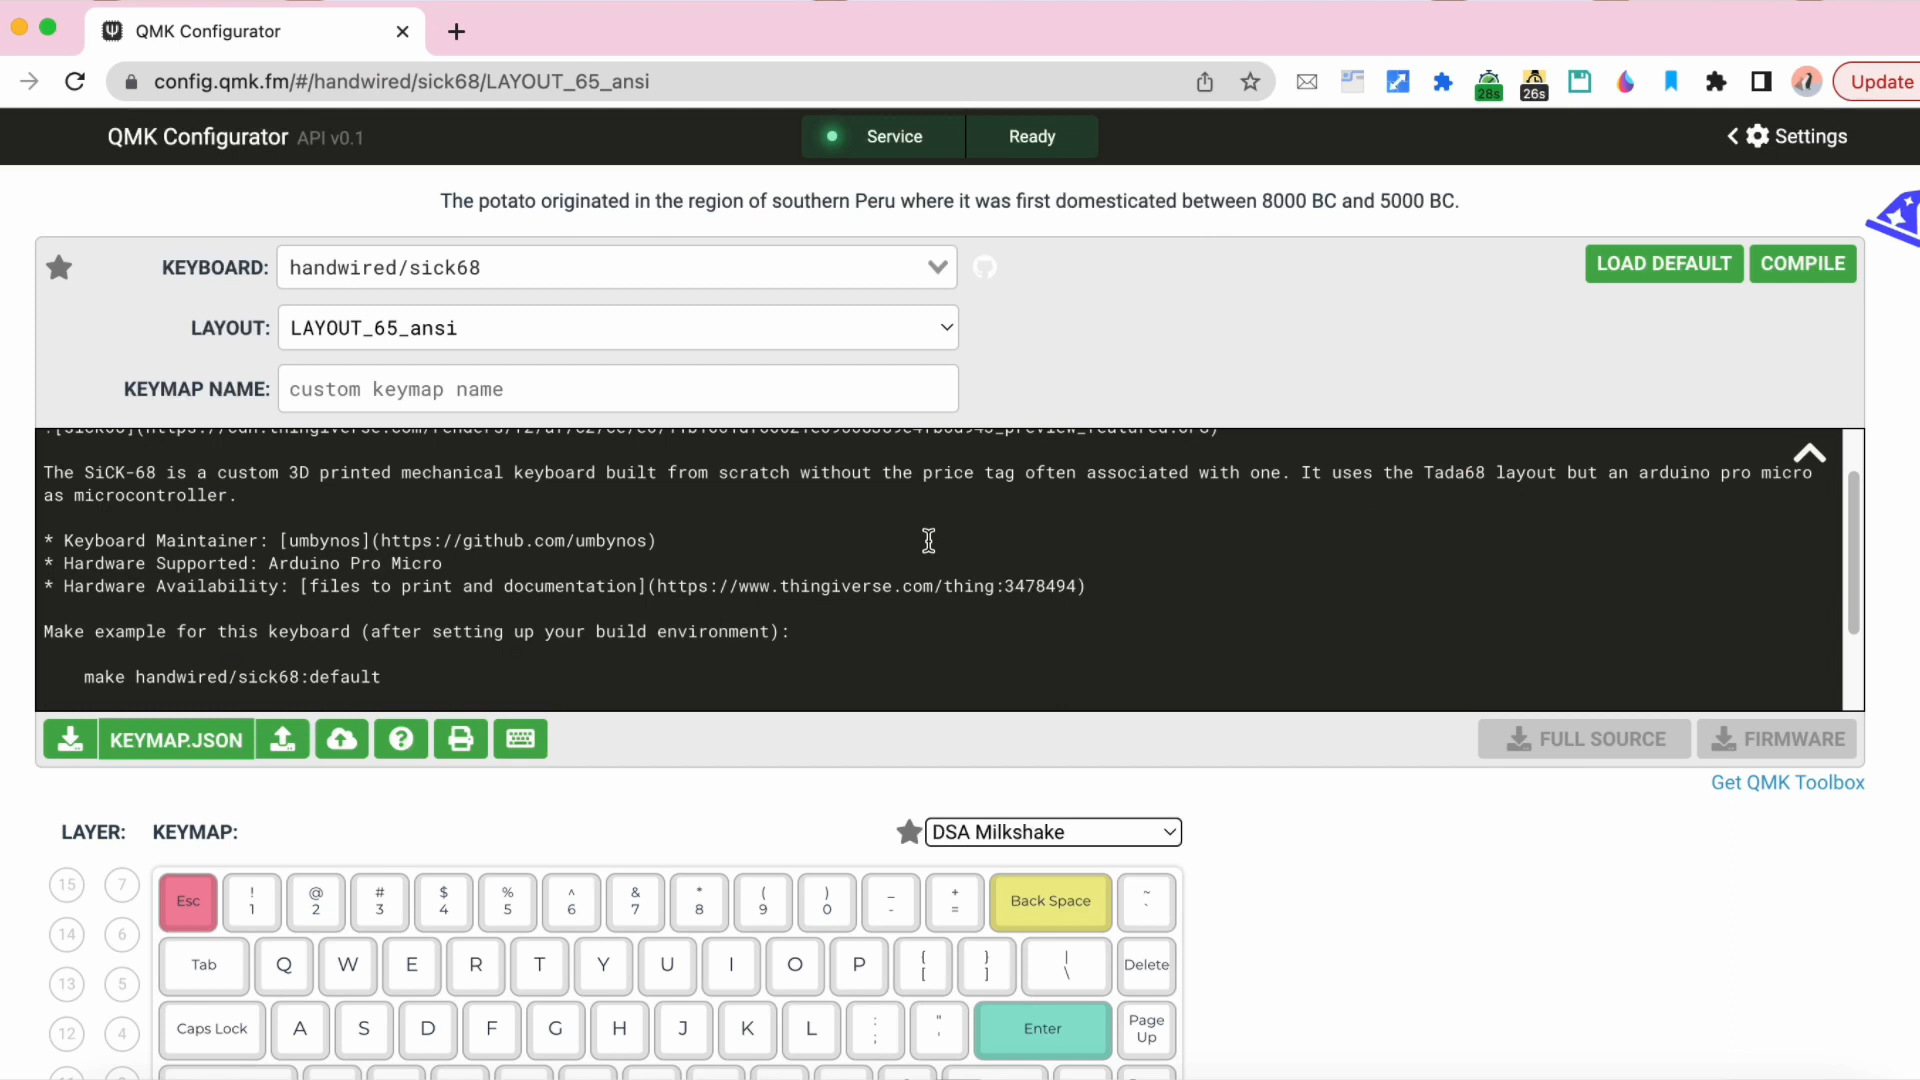 QMK Configurator
config.qmk.fm/#/handwired/sick68/LAYOUT_65_ansi
28s
26s
Update
QMK Configurator API v0.1
Service
Ready
Settings
The potato originated in the region of southern Peru where it was first domesticated between 8000 BC and 5000 BC.
KEYBOARD:
handwired/sick68
LOAD DEFAULT
COMPILE
LAYOUT:
LAYOUT_65_ansi
KEYMAP NAME:
custom keymap name
The SiCK-68 is a custom 3D printed mechanical keyboard built from scratch without the price tag often associated with one. It uses the Tada68 layout but an arduino pro micro
as microcontroller.
* Keyboard Maintainer: [umbynos](https://github.com/umbynos)
* Hardware Supported: Arduino Pro Micro
* Hardware Availability: [files to print and documentation](https://www.thingiverse.com/thing:3478494)
Make example for this keyboard (after setting up your build environment):
make handwired/sick68:default
KEYMAP.JSON
FULL SOURCE
FIRMWARE
Get QMK Toolbox
LAYER:
KEYMAP:
DSA Milkshake
15 7
Esc ! 1 @ 2 # 3 $ 4 % 5 ^ 6 & 7 * 8 ( 9 ) 0 _ - + = Back Space ~ `
14 6
Tab Q W E R T Y U I O P { [ } ] | \ Delete
13 5
Caps Lock A S D F G H J K L : ; " ' Enter Page Up
12 4